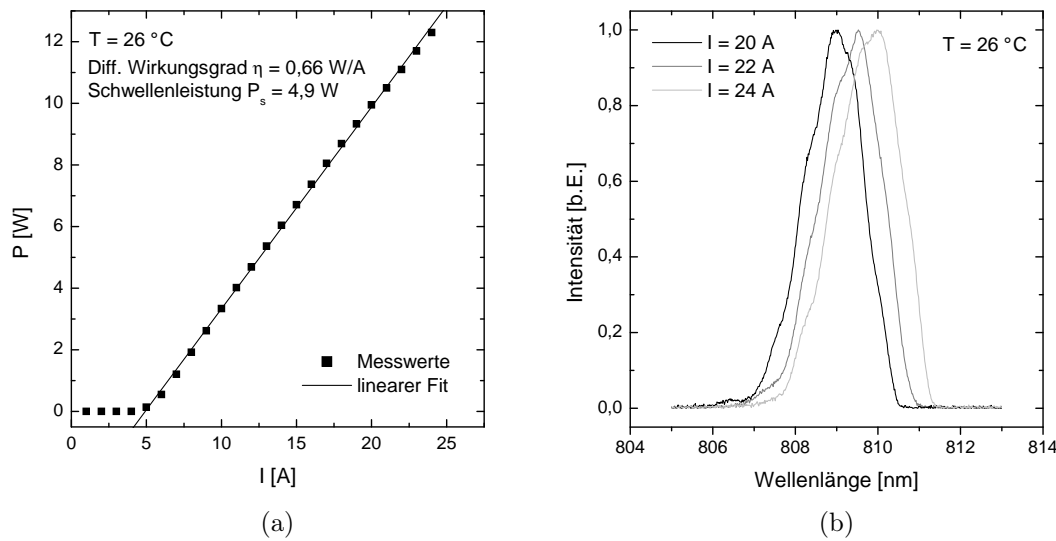 T = 26 °C
Diff. Wirkungsgrad η = 0,66 W/A
Schwellenleistung Ps = 4,9 W
12
10
8
6
4
2
0
P [W]
Messwerte
linearer Fit
0 5 10 15 20 25
I [A]
(a)
I = 20 A
I = 22 A
I = 24 A
T = 26 °C
1,0
0,8
0,6
0,4
0,2
0,0
Intensität [b.E.]
804 806 808 810 812 814
Wellenlänge [nm]
(b)